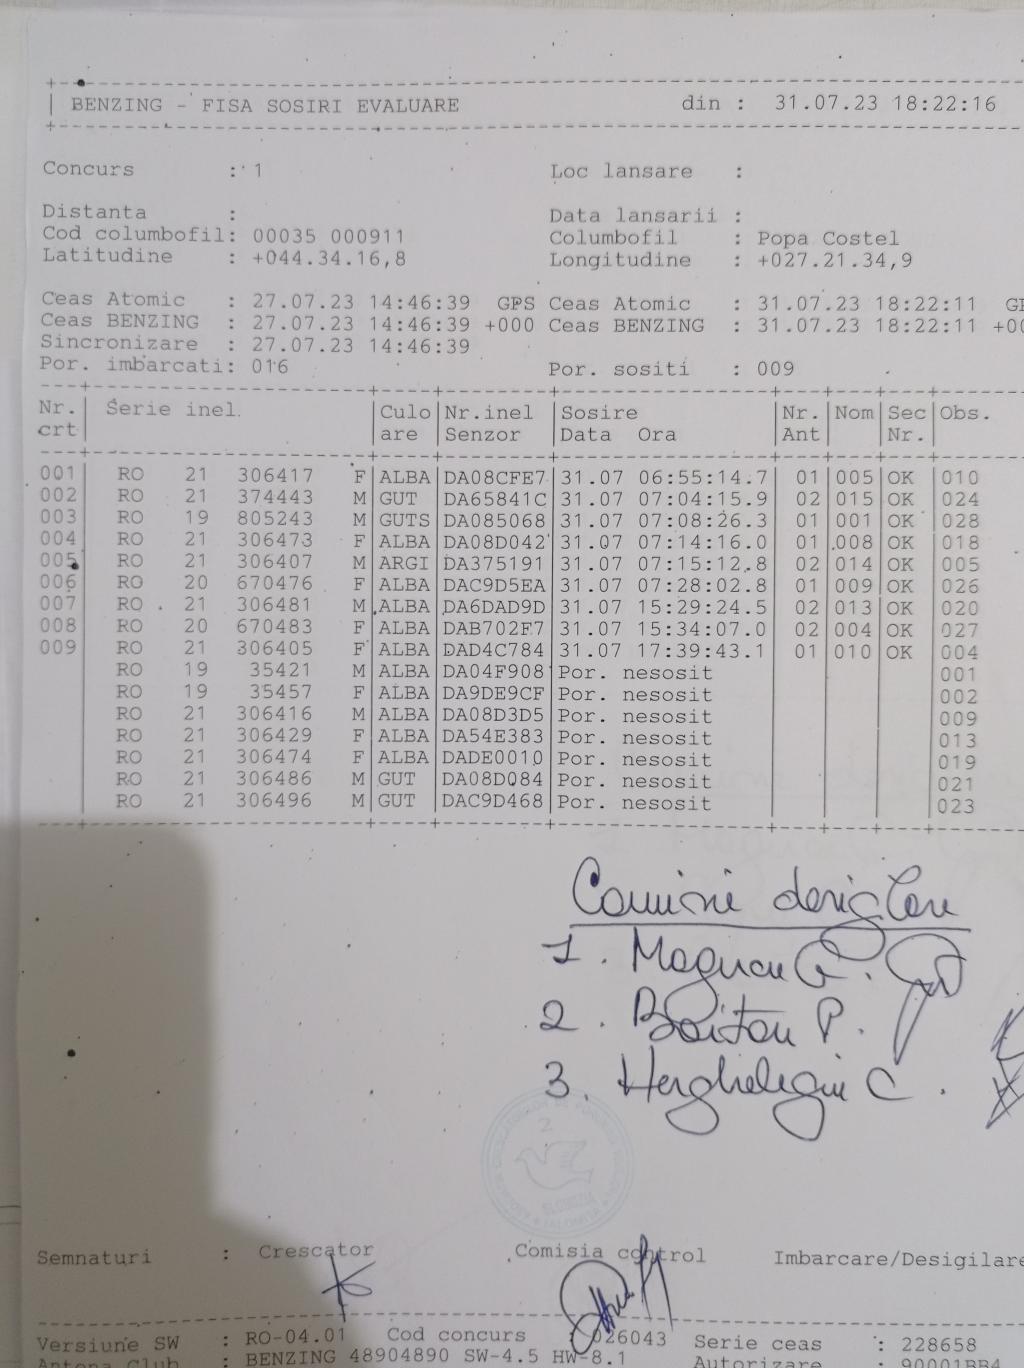 BENZING - FISA SOSIRI EVALUARE din : 31.07.23 18:22:16
Concurs : 1 Loc lansare :
Distanta : Data lansarii :
Cod columbofil: 00035 000911 Columbofil : Popa Costel
Latitudine : +044.34.16,8 Longitudine : +027.21.34,9
Ceas Atomic : 27.07.23 14:46:39 GPS Ceas Atomic : 31.07.23 18:22:11
Ceas BENZING : 27.07.23 14:46:39 +000 Ceas BENZING : 31.07.23 18:22:11 +00
Sincronizare : 27.07.23 14:46:39
Por. imbarcati: 016 Por. sositi : 009
Nr. Serie inel Culo Nr.inel Sosire Nr. Nom Sec Obs.
crt are Senzor Data Ora Ant Nr.
001 RO 21 306417 F ALBA DA08CFE7 31.07 06:55:14.7 01 005 OK 010
002 RO 21 374443 M GUT DA65841C 31.07 07:04:15.9 02 015 OK 024
003 RO 19 805243 M GUTS DA085068 31.07 07:08:26.3 01 001 OK 028
004 RO 21 306473 F ALBA DA08D042 31.07 07:14:16.0 01 008 OK 018
005 RO 21 306407 M ARGI DA375191 31.07 07:15:12.8 02 014 OK 005
006 RO 20 670476 F ALBA DAC9D5EA 31.07 07:28:02.8 01 009 OK 026
007 RO 21 306481 M ALBA DA6DAD9D 31.07 15:29:24.5 02 013 OK 020
008 RO 20 670483 F ALBA DAB702F7 31.07 15:34:07.0 02 004 OK 027
009 RO 21 306405 F ALBA DAD4C784 31.07 17:39:43.1 01 010 OK 004
RO 19 35421 M ALBA DA04F908 Por. nesosit 001
RO 19 35457 F ALBA DA9DE9CF Por. nesosit 002
RO 21 306416 M ALBA DA08D3D5 Por. nesosit 009
RO 21 306429 F ALBA DA54E383 Por. nesosit 013
RO 21 306474 F ALBA DADE0010 Por. nesosit 019
RO 21 306486 M GUT DA08D084 Por. nesosit 021
RO 21 306496 M GUT DAC9D468 Por. nesosit 023
1.
2. P.
3. C.
IALOMITA
Semnaturi : Crescator Comisia control Imbarcare/Desigilare
Versiune SW : RO-04.01 Cod concurs : 026043 Serie ceas : 228658
Antena Club : BENZING 48904890 SW-4.5 HW-8.1 Autorizare 90001BB4